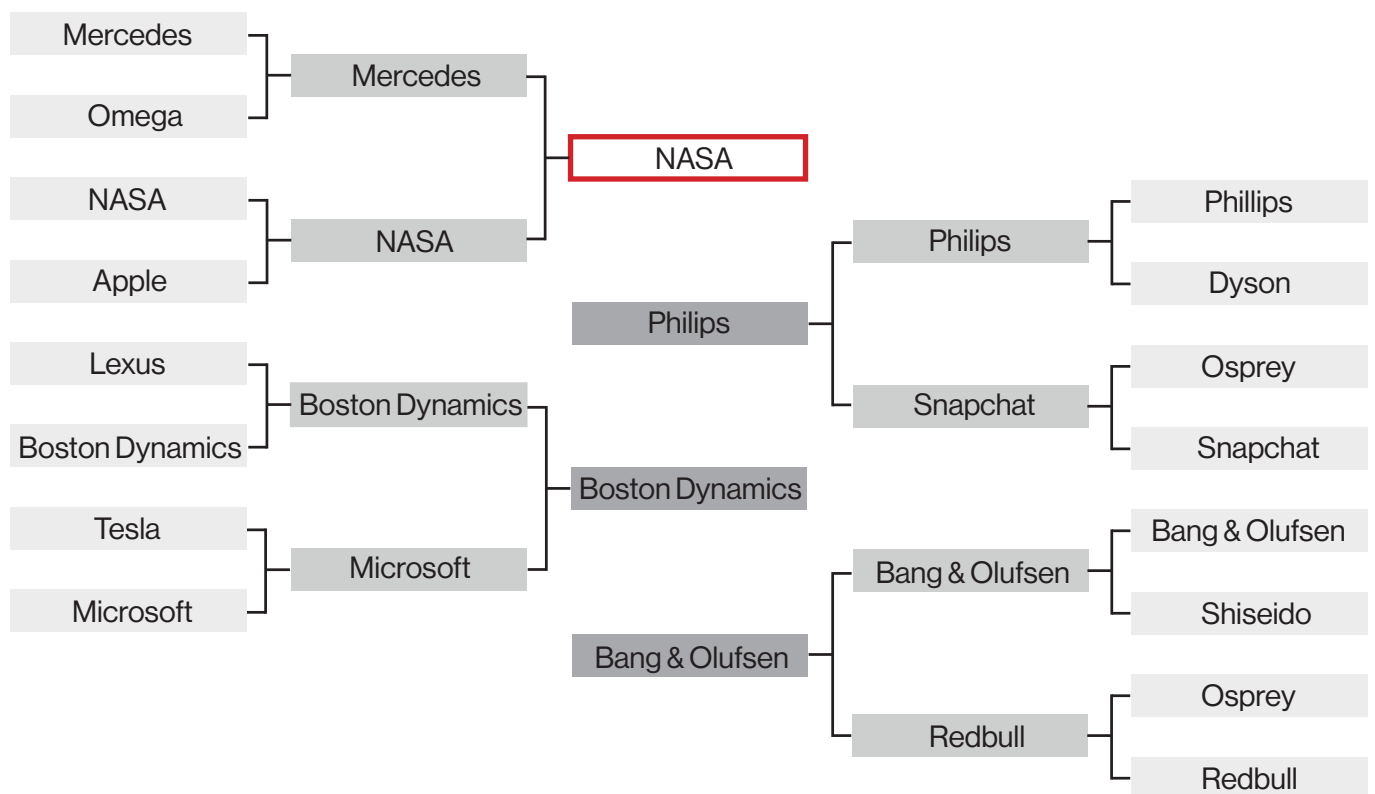 Mercedes
Omega
NASA
Apple
Lexus
Boston Dynamics
Tesla
Microsoft
Mercedes
NASA
Boston Dynamics
Microsoft
NASA
Philips
Boston Dynamics
Bang & Olufsen
Philips
Snapchat
Bang & Olufsen
Redbull
Phillips
Dyson
Osprey
Snapchat
Bang & Olufsen
Shiseido
Osprey
Redbull